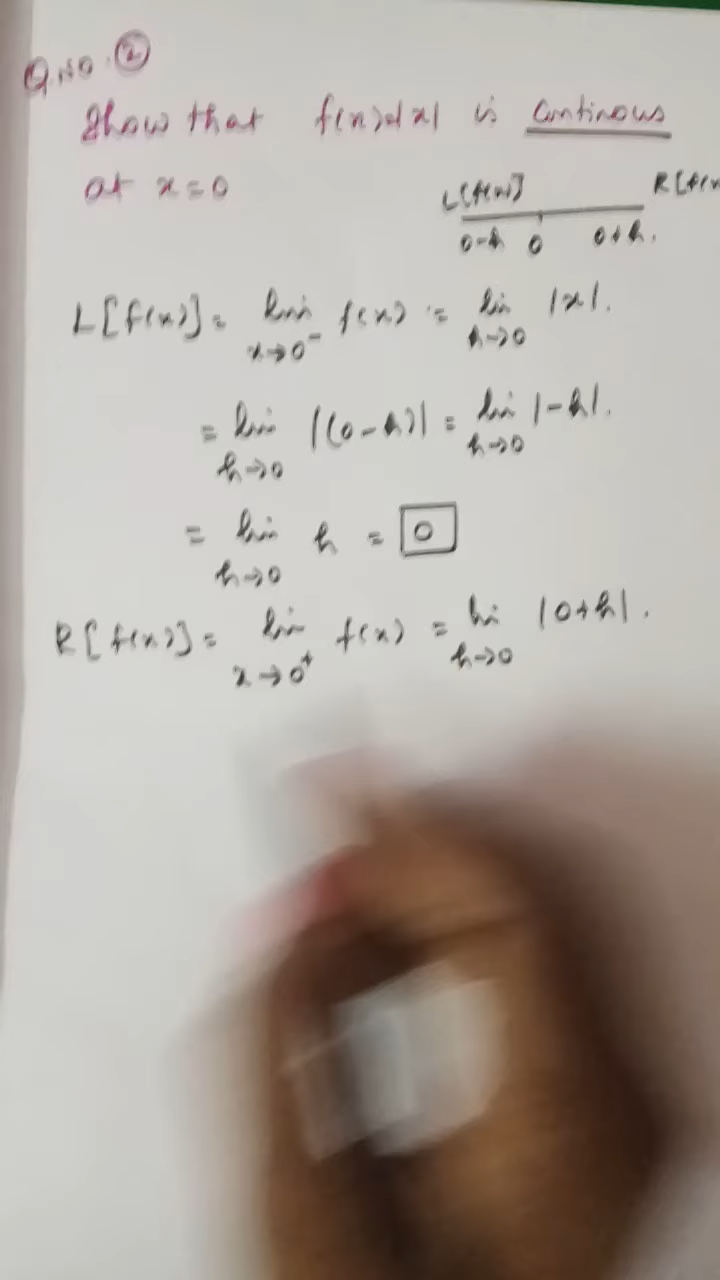 Q.NO. ②
Show that f(x)=|x| is Continous
at x=0
L[f(x)] R[f(x
0-h 0 0+h.
L[f(x)] = lim x→0⁻ f(x) = lim h→0 |x|.
= lim h→0 |(0-h)| = lim h→0 |-h|.
= lim h→0 h = 0
R[f(x)] = lim x→0⁺ f(x) = lim h→0 |0+h|.